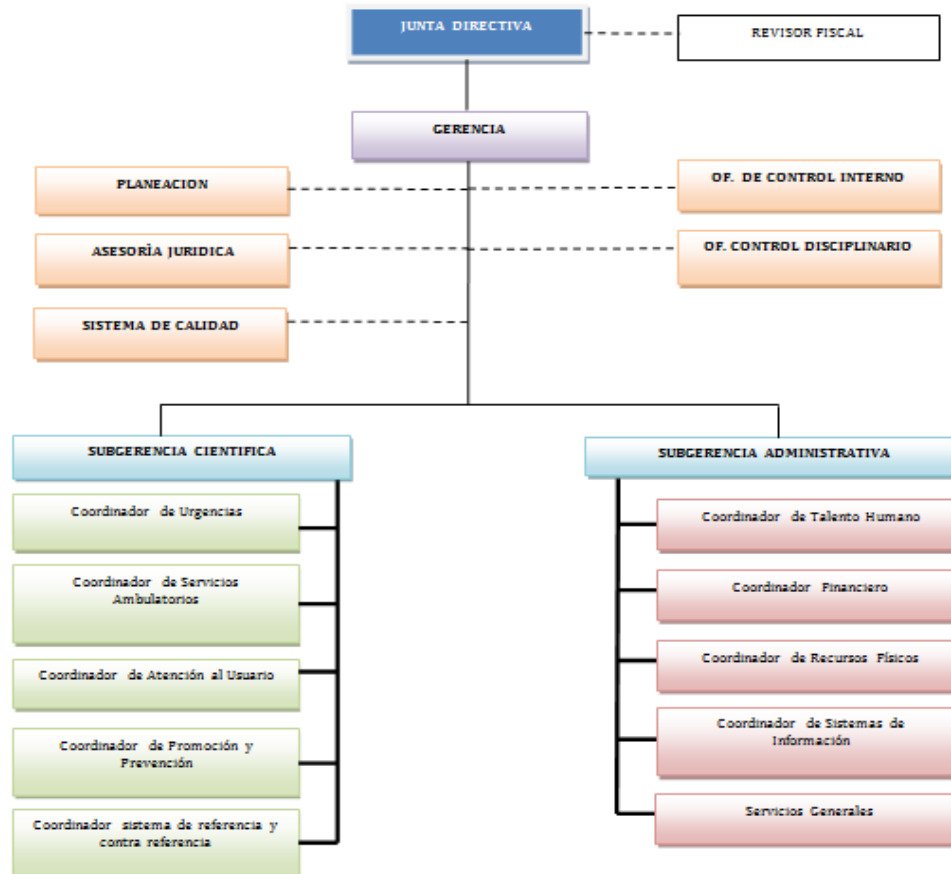 JUNTA DIRECTIVA
REVISOR FISCAL
GERENCIA
PLANEACION
OF. DE CONTROL INTERNO
ASESORÌA JURIDICA
OF. CONTROL DISCIPLINARIO
SISTEMA DE CALIDAD
SUBGERENCIA CIENTIFICA
Coordinador de Urgencias
Coordinador de Servicios
Ambulatorios
Coordinador de Atención al Usuario
Coordinador de Promoción y
Prevención
Coordinador sistema de referencia y
contra referencia
SUBGERENCIA ADMINISTRATIVA
Coordinador de Talento Humano
Coordinador Financiero
Coordinador de Recursos Físicos
Coordinador de Sistemas de
Información
Servicios Generales